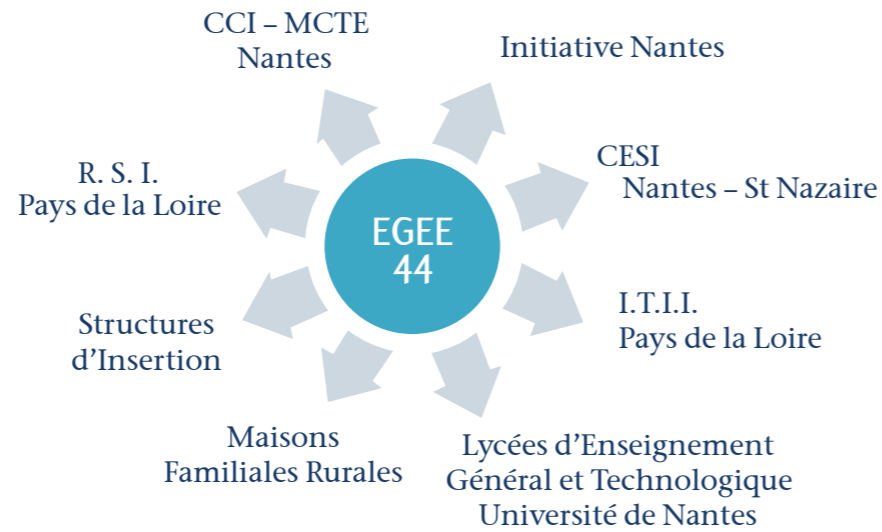 CCI – MCTE
Nantes
Initiative Nantes
CESI
Nantes – St Nazaire
R. S. I.
Pays de la Loire
EGEE
44
I.T.I.I.
Pays de la Loire
Structures
d’Insertion
Maisons
Familiales Rurales
Lycées d’Enseignement
Général et Technologique
Université de Nantes